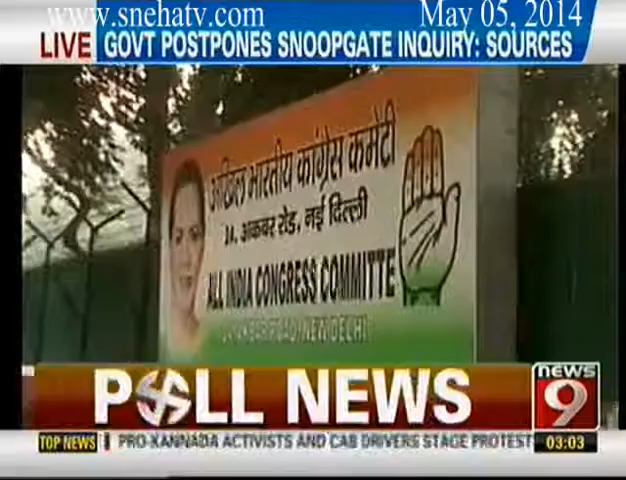 www.snehatv.com
May 05, 2014
LIVE GOVT POSTPONES SNOOPGATE INQUIRY: SOURCES
अखिल भारतीय कांग्रेस कमेटी
अकबर रोड, नई दिल्ली
ALL INDIA CONGRESS COMMITTE
NEW DELHI
POLL NEWS
NEWS
9
TOP NEWS PRO-KANNADA ACTIVISTS AND CAB DRIVERS STAGE PROTEST
03:03